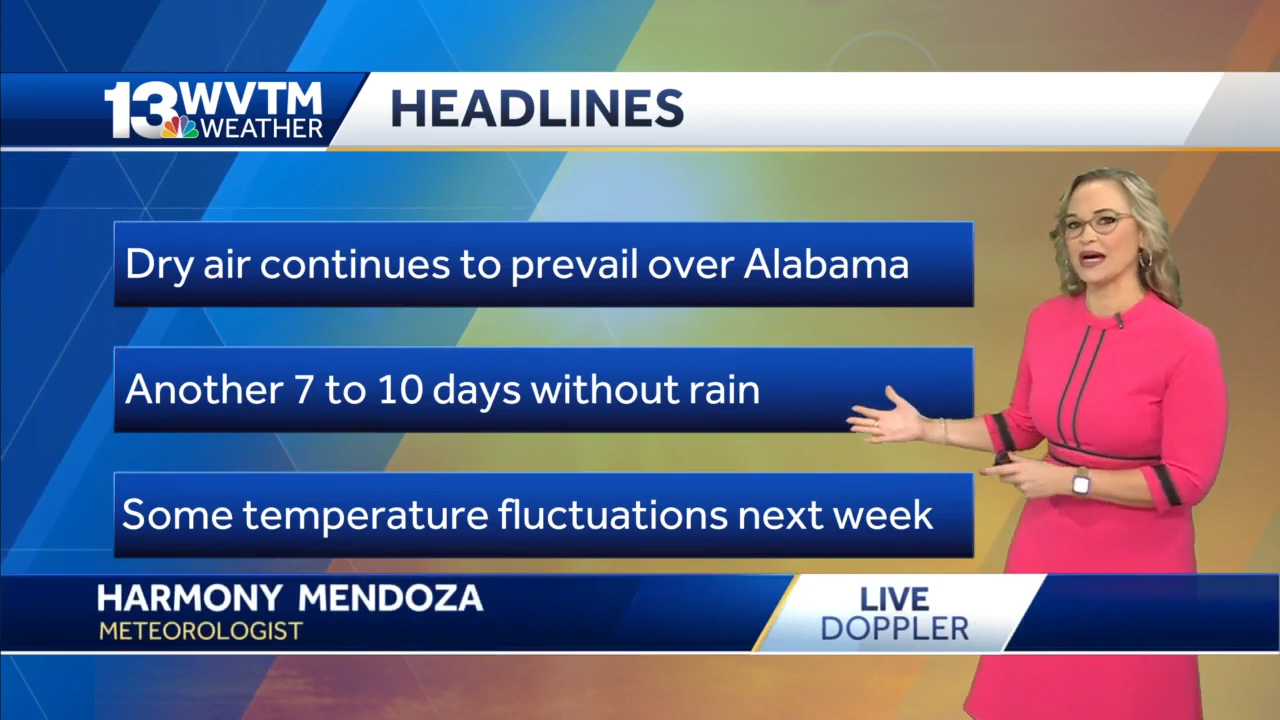 13 WVTM
WEATHER
HEADLINES
Dry air continues to prevail over Alabama
Another 7 to 10 days without rain
Some temperature fluctuations next week
HARMONY MENDOZA
METEOROLOGIST
LIVE
DOPPLER